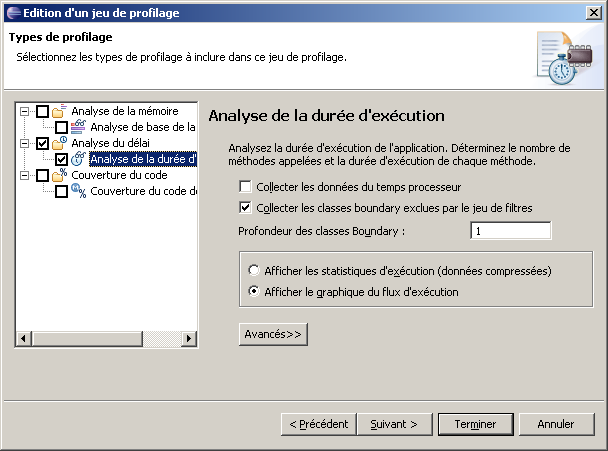 Edition d'un jeu de profilage
Types de profilage
Sélectionnez les types de profilage à inclure dans ce jeu de profilage.
Analyse de la mémoire
Analyse de base de la
Analyse du délai
Analyse de la durée d'
Couverture du code
Couverture du code d
Analyse de la durée d'exécution
Analysez la durée d'exécution de l'application. Déterminez le nombre de
méthodes appelées et la durée d'exécution de chaque méthode.
Collecter les données du temps processeur
Collecter les classes boundary exclues par le jeu de filtres
Profondeur des classes Boundary :
1
Afficher les statistiques d'exécution (données compressées)
Afficher le graphique du flux d'exécution
Avancés>>
< Précédent
Suivant >
Terminer
Annuler